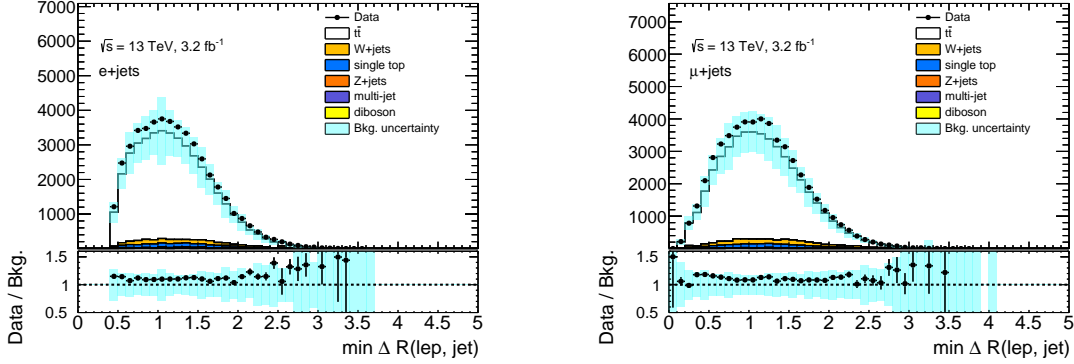 7000
6000
5000
4000
3000
2000
1000
√s = 13 TeV, 3.2 fb⁻¹
e+jets
Data
tt̄
W+jets
single top
Z+jets
multi-jet
diboson
Bkg. uncertainty
Data / Bkg.
1.5
1
0.5
0 0.5 1 1.5 2 2.5 3 3.5 4 4.5 5
min Δ R(lep, jet)
7000
6000
5000
4000
3000
2000
1000
√s = 13 TeV, 3.2 fb⁻¹
μ+jets
Data
tt̄
W+jets
single top
Z+jets
multi-jet
diboson
Bkg. uncertainty
Data / Bkg.
1.5
1
0.5
0 0.5 1 1.5 2 2.5 3 3.5 4 4.5 5
min Δ R(lep, jet)